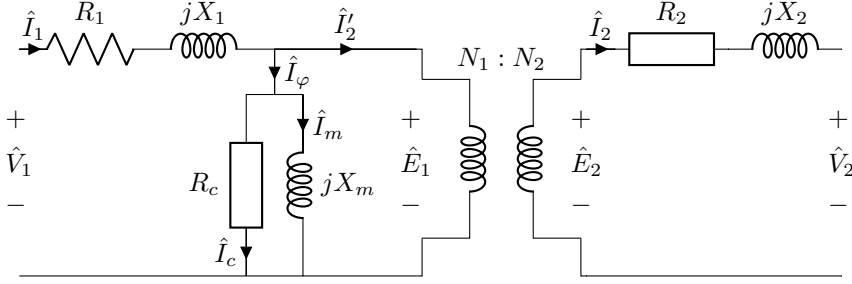 Î₁ R₁ jX₁ Î′₂ Î₂ R₂ jX₂
N₁ : N₂
Î_φ
Î_m
+ + + +
V̂₁ R_c jX_m Ê₁ Ê₂ V̂₂
− − − −
Î_c